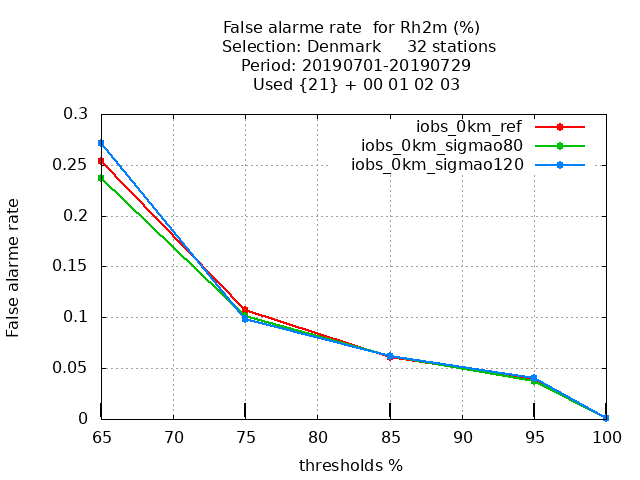 False alarme rate  for Rh2m (%)
Selection: Denmark     32 stations
Period: 20190701-20190729
Used {21} + 00 01 02 03
iobs_0km_ref
iobs_0km_sigmao80
iobs_0km_sigmao120
False alarme rate
0.3
0.25
0.2
0.15
0.1
0.05
0
65 70 75 80 85 90 95 100
thresholds %